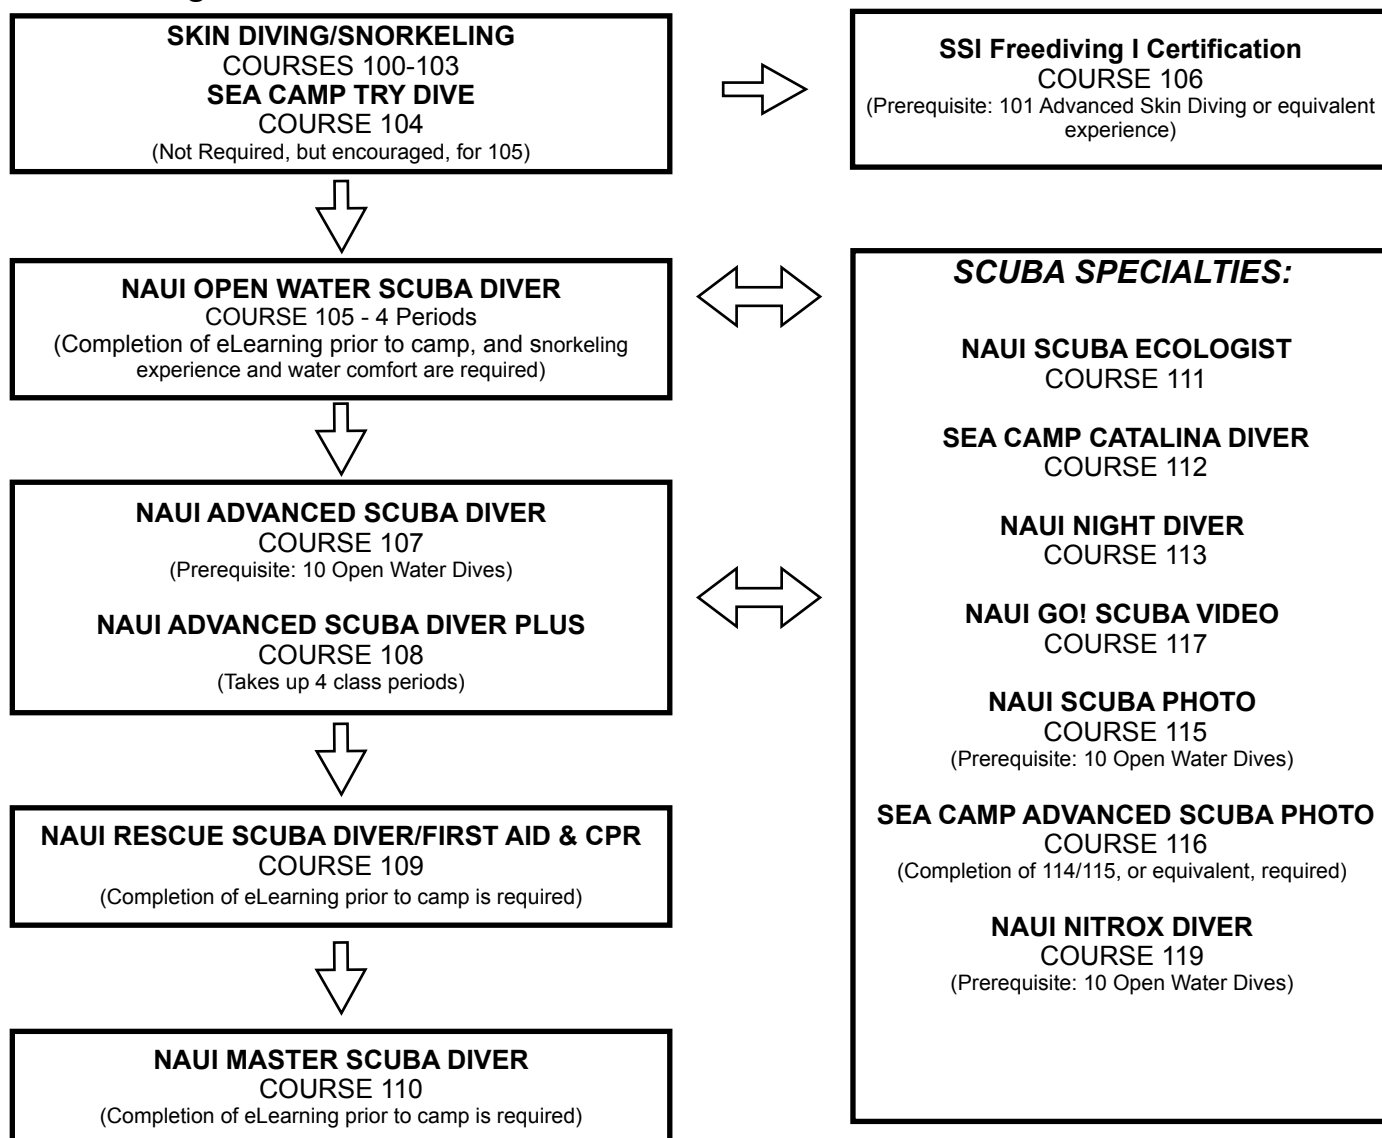 SKIN DIVING/SNORKELING
COURSES 100-103
SEA CAMP TRY DIVE
COURSE 104
(Not Required, but encouraged, for 105)
SSI Freediving I Certification
COURSE 106
(Prerequisite: 101 Advanced Skin Diving or equivalent
experience)
NAUI OPEN WATER SCUBA DIVER
COURSE 105 - 4 Periods
(Completion of eLearning prior to camp, and snorkeling
experience and water comfort are required)
NAUI ADVANCED SCUBA DIVER
COURSE 107
(Prerequisite: 10 Open Water Dives)
NAUI ADVANCED SCUBA DIVER PLUS
COURSE 108
(Takes up 4 class periods)
NAUI RESCUE SCUBA DIVER/FIRST AID & CPR
COURSE 109
(Completion of eLearning prior to camp is required)
NAUI MASTER SCUBA DIVER
COURSE 110
(Completion of eLearning prior to camp is required)
SCUBA SPECIALTIES:
NAUI SCUBA ECOLOGIST
COURSE 111
SEA CAMP CATALINA DIVER
COURSE 112
NAUI NIGHT DIVER
COURSE 113
NAUI GO! SCUBA VIDEO
COURSE 117
NAUI SCUBA PHOTO
COURSE 115
(Prerequisite: 10 Open Water Dives)
SEA CAMP ADVANCED SCUBA PHOTO
COURSE 116
(Completion of 114/115, or equivalent, required)
NAUI NITROX DIVER
COURSE 119
(Prerequisite: 10 Open Water Dives)